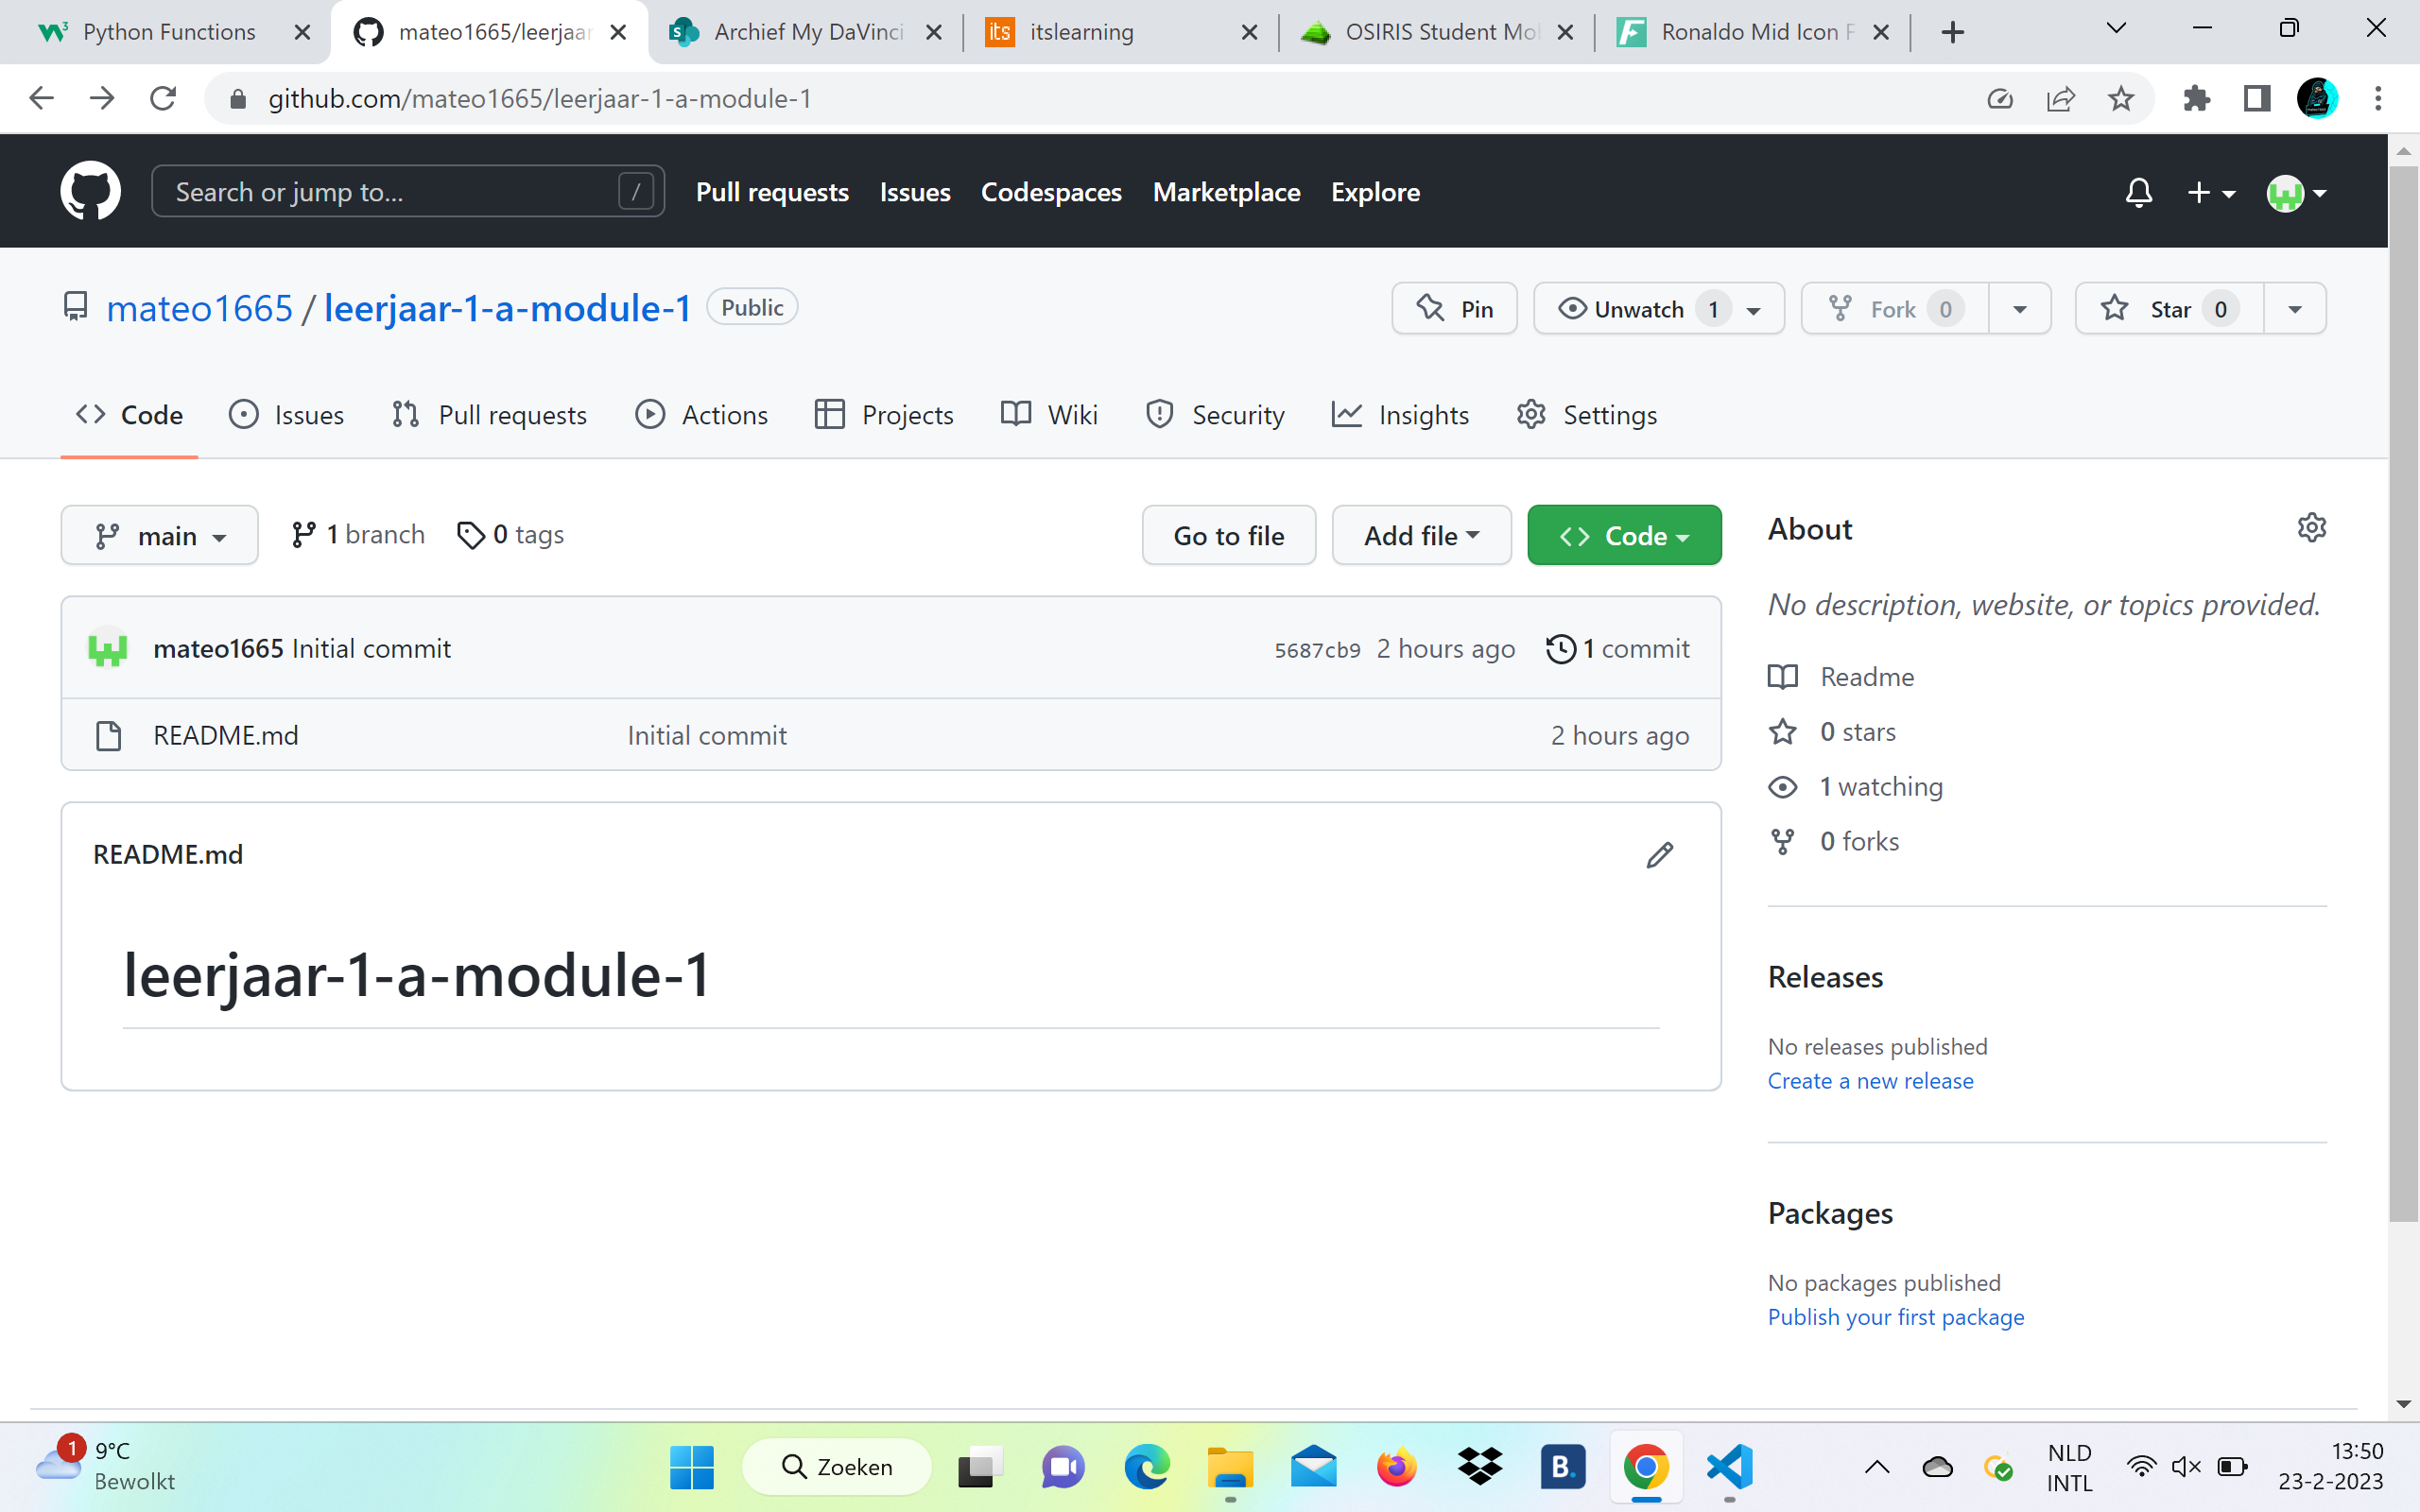 Python Functions
mateo1665/leerjaar
Archief My DaVinci
its itslearning
OSIRIS Student Mo
Ronaldo Mid Icon
github.com/mateo1665/leerjaar-1-a-module-1
Search or jump to... /
Pull requests Issues Codespaces Marketplace Explore
mateo1665 / leerjaar-1-a-module-1 Public
Pin Unwatch 1 Fork 0 Star 0
Code Issues Pull requests Actions Projects Wiki Security Insights Settings
main 1 branch 0 tags Go to file Add file Code
mateo1665 Initial commit 5687cb9 2 hours ago 1 commit
README.md Initial commit 2 hours ago
README.md
leerjaar-1-a-module-1
About
No description, website, or topics provided.
Readme
0 stars
1 watching
0 forks
Releases
No releases published
Create a new release
Packages
No packages published
Publish your first package
1 9°C
Bewolkt
Zoeken
B.
NLD
INTL
13:50
23-2-2023